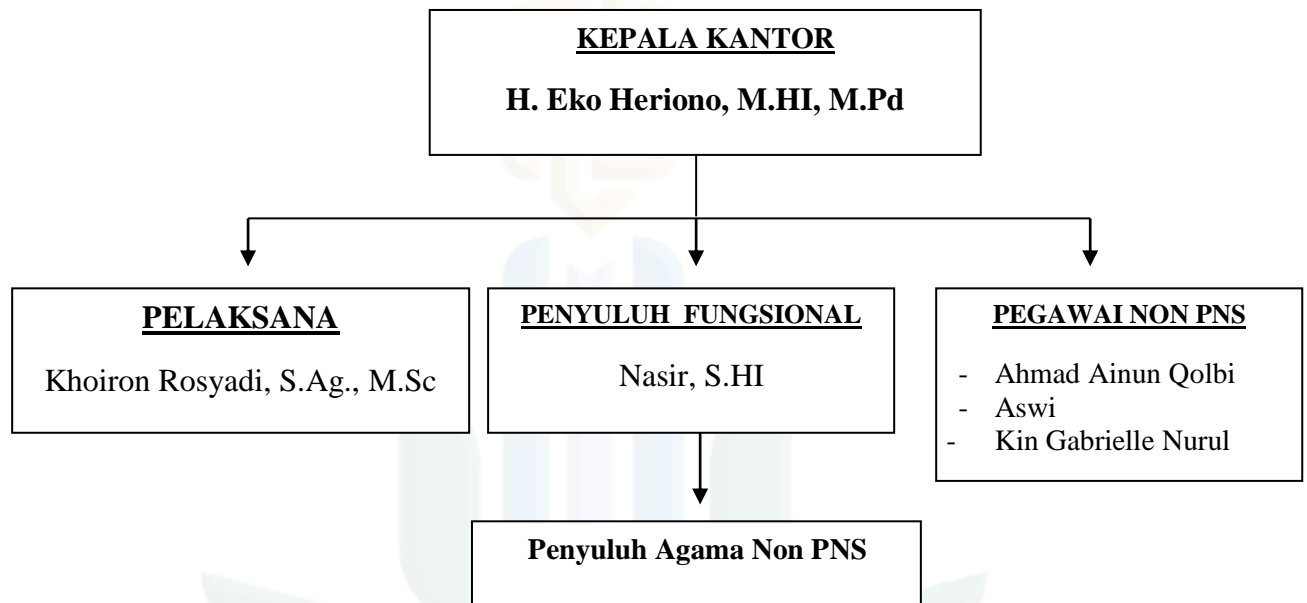 KEPALA KANTOR
H. Eko Heriono, M.HI, M.Pd
PELAKSANA
Khoiron Rosyadi, S.Ag., M.Sc
PENYULUH FUNGSIONAL
Nasir, S.HI
PEGAWAI NON PNS
- Ahmad Ainun Qolbi
- Aswi
- Kin Gabrielle Nurul
Penyuluh Agama Non PNS